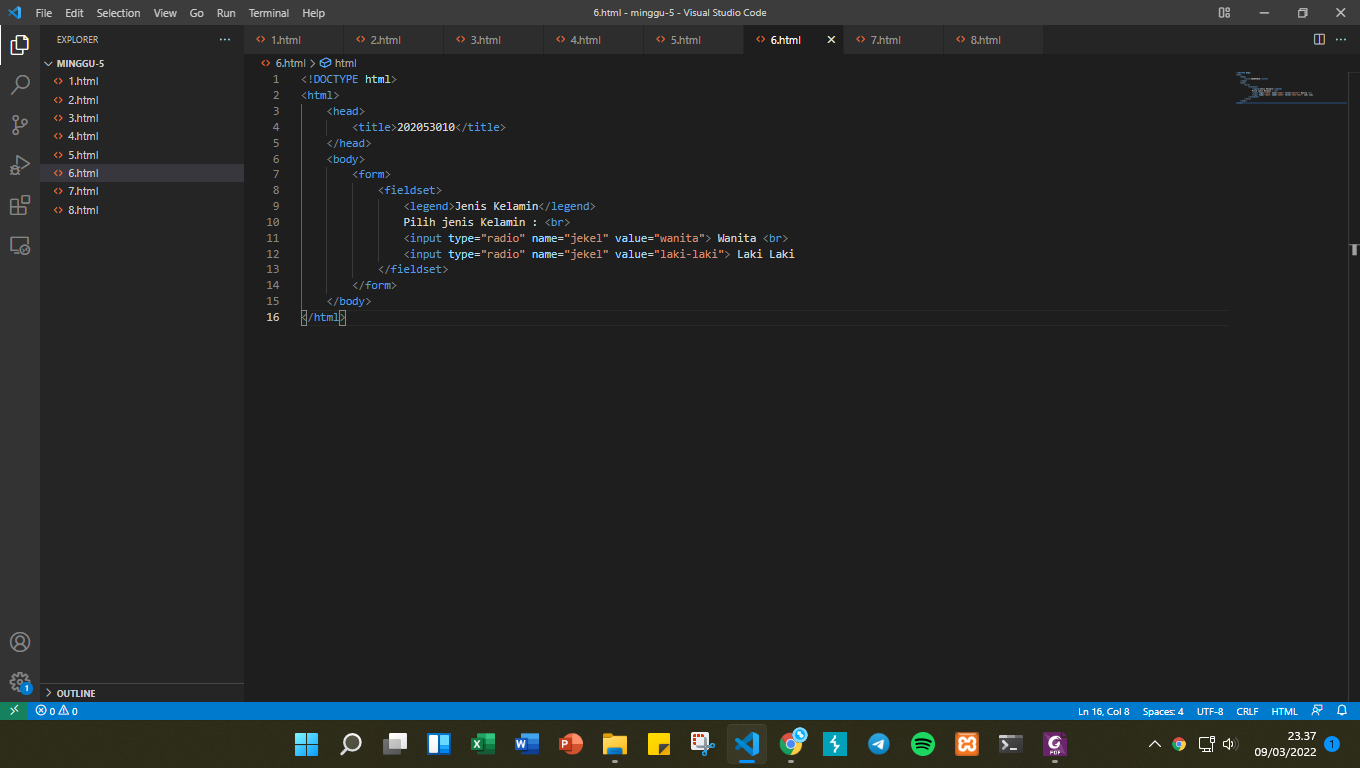 File Edit Selection View Go Run Terminal Help
6.html - minggu-5 - Visual Studio Code
EXPLORER
MINGGU-5
1.html
2.html
3.html
4.html
5.html
6.html
7.html
8.html
OUTLINE
1.html 2.html 3.html 4.html 5.html 6.html 7.html 8.html
6.html > html
1 <!DOCTYPE html>
2 <html>
3 <head>
4 <title>202053010</title>
5 </head>
6 <body>
7 <form>
8 <fieldset>
9 <legend>Jenis Kelamin</legend>
10 Pilih jenis Kelamin : <br>
11 <input type="radio" name="jekel" value="wanita"> Wanita <br>
12 <input type="radio" name="jekel" value="laki-laki"> Laki Laki
13 </fieldset>
14 </form>
15 </body>
16 </html>
1
0 0
Ln 16, Col 8 Spaces: 4 UTF-8 CRLF HTML
23.37
09/03/2022
1